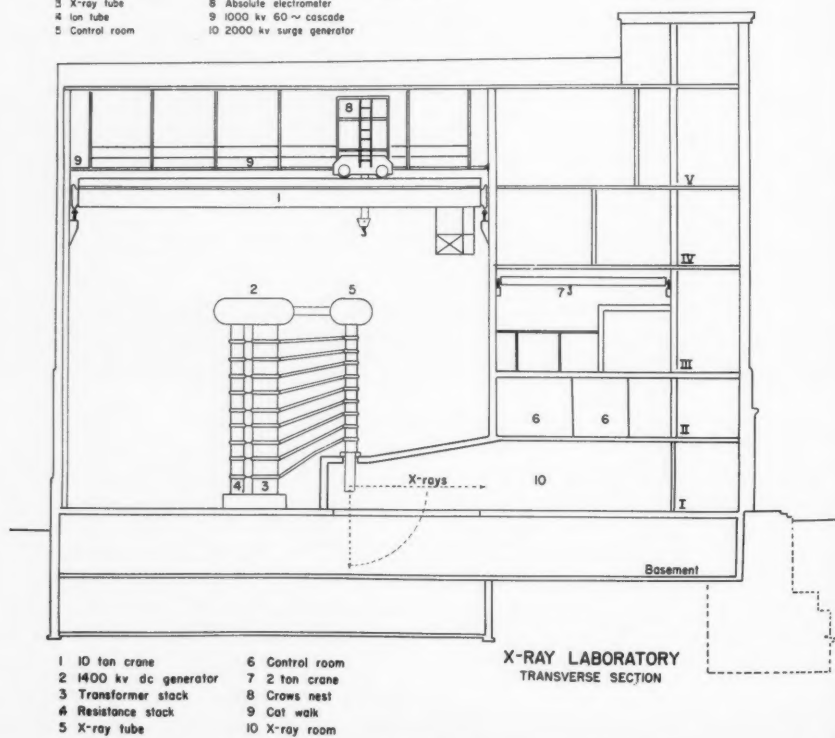 3 X-ray tube 8 Absolute electrometer
4 Ion tube 9 1000 kv 60 ~ cascade
5 Control room 10 2000 kv surge generator
8
9 9
V
1
3
IV
2 5
7 3
III
6 6
II
4 3
X-rays
10
I
Basement
X-RAY LABORATORY
TRANSVERSE SECTION
1 10 ton crane 6 Control room
2 1400 kv dc generator 7 2 ton crane
3 Transformer stack 8 Crows nest
4 Resistance stack 9 Cat walk
5 X-ray tube 10 X-ray room